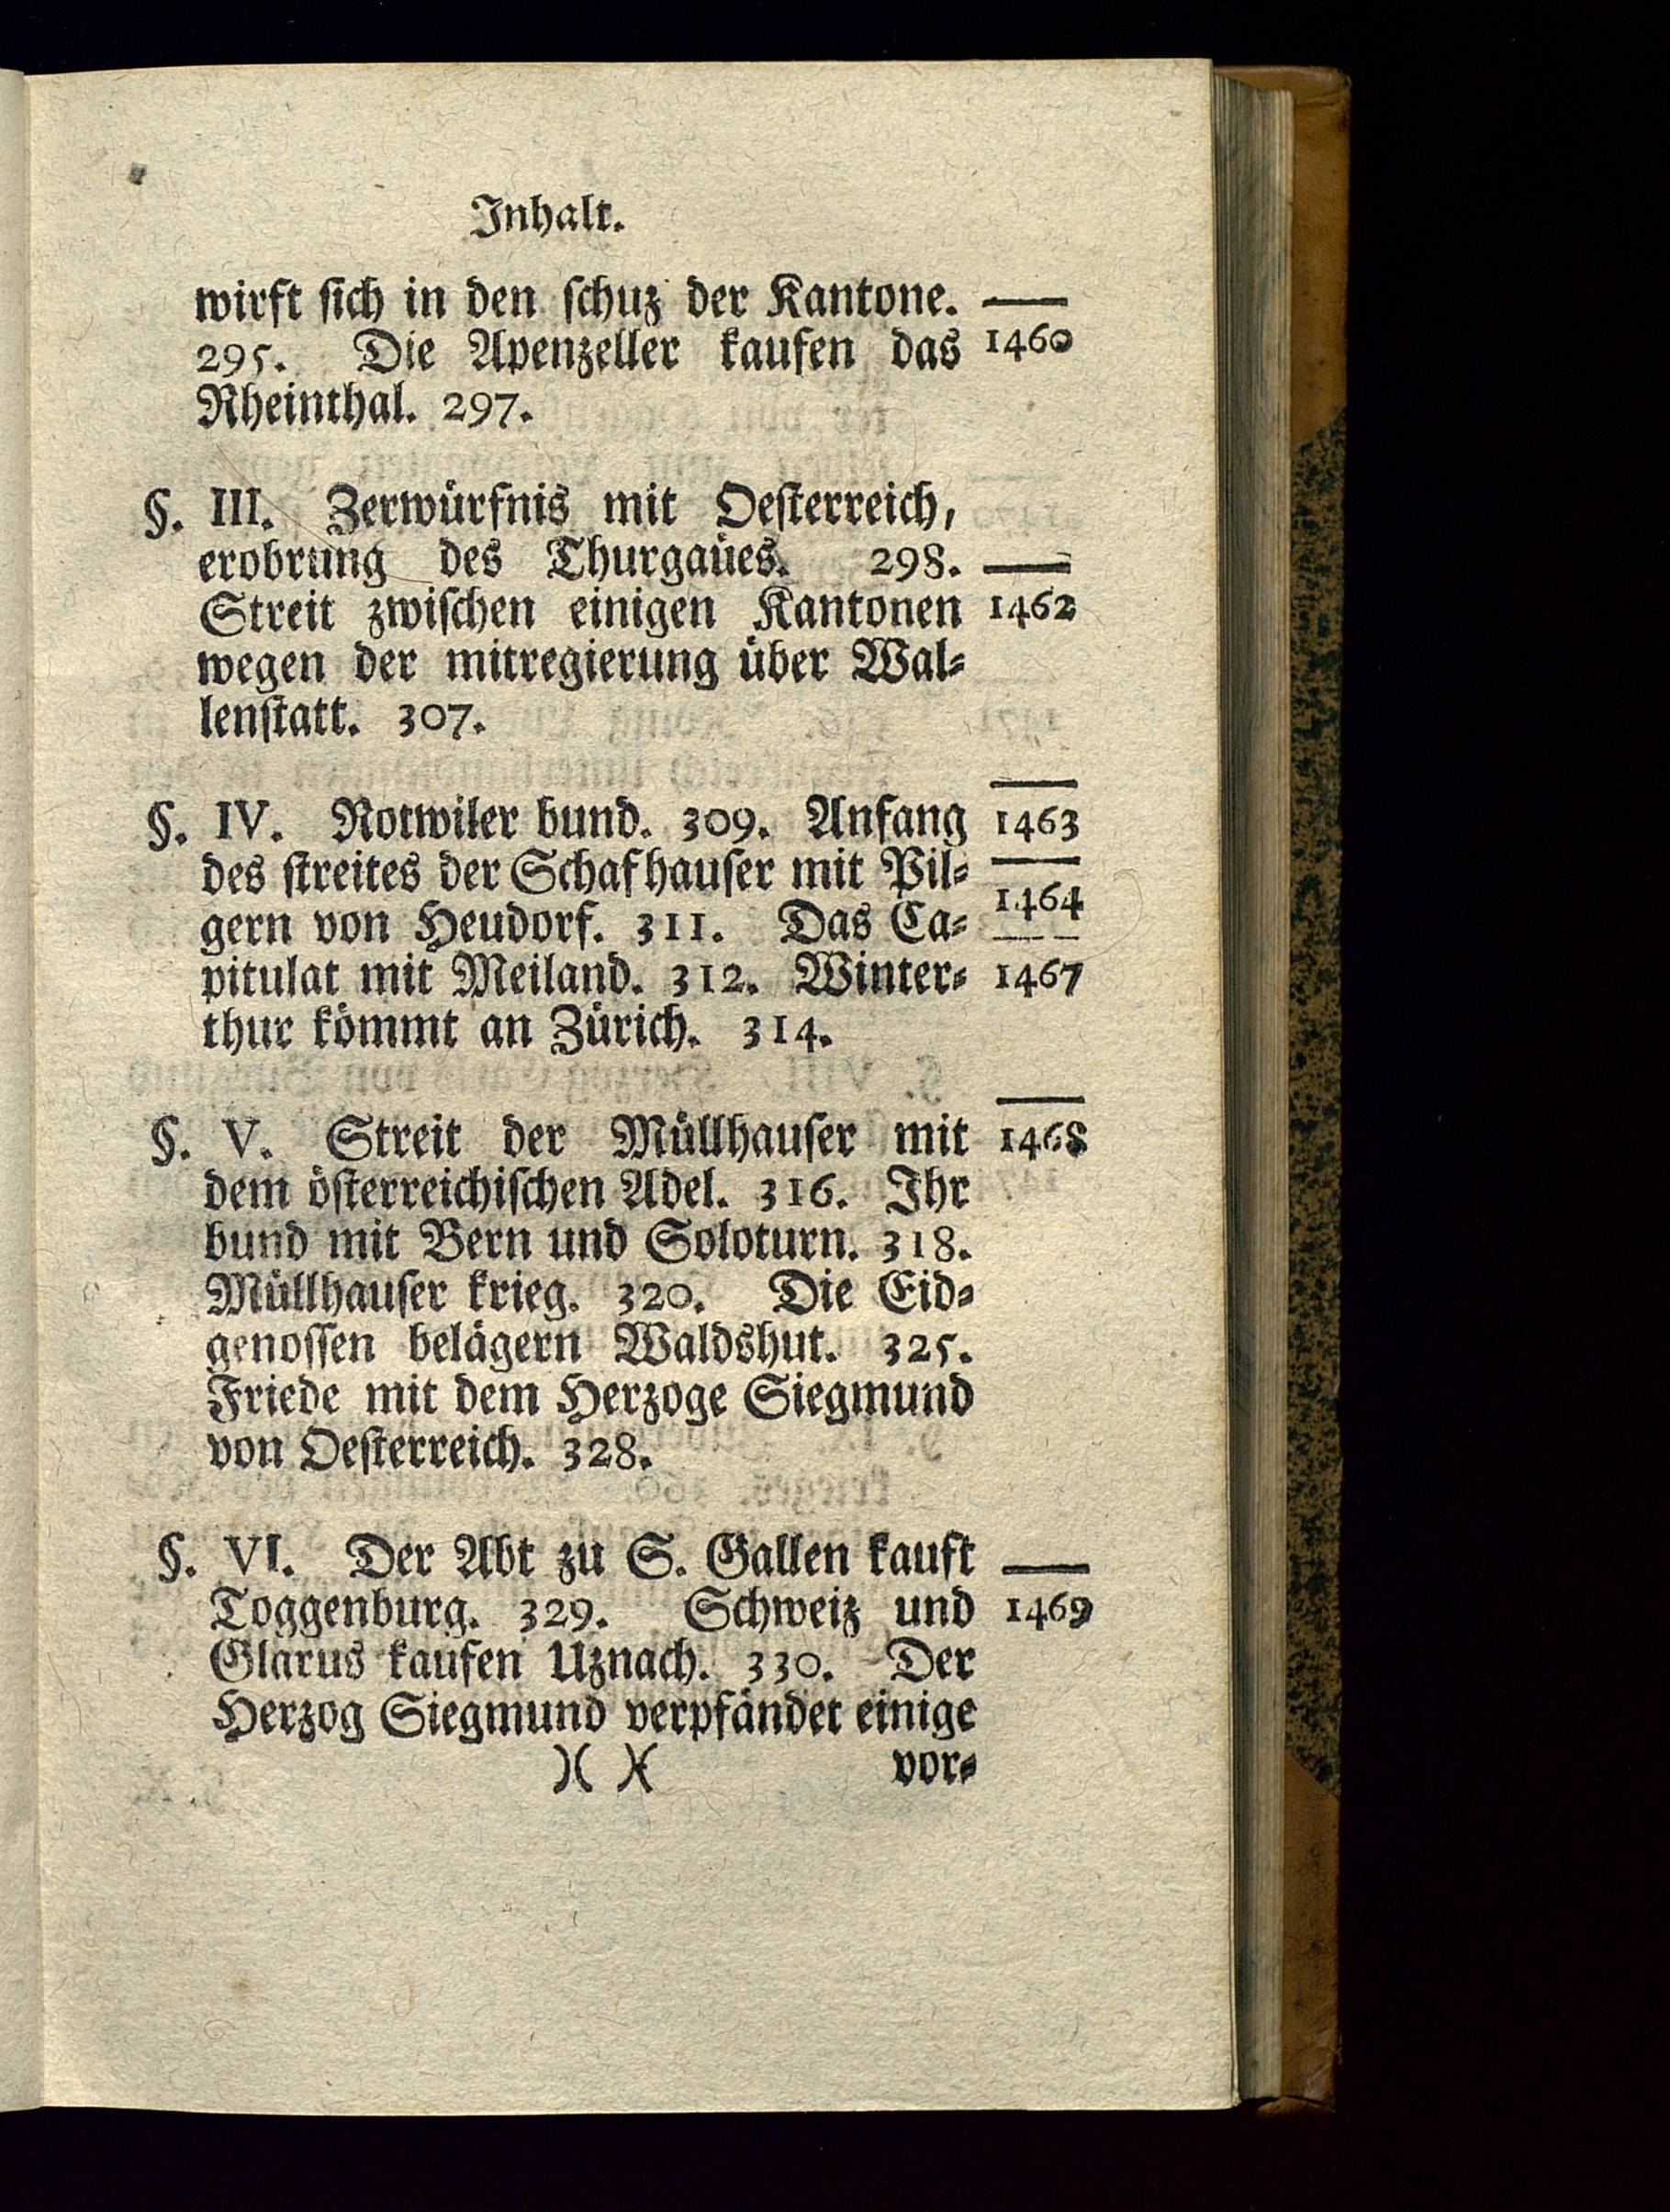 Inhalt.
wirft ſich in den ſchuz der Kantone.
295. Die Apenzeller kaufen das 1460
Rheinthal. 297.
§. III. Zerwürfnis mit Oeſterreich,
erobrung des Thurgaües. 298.
Streit zwiſchen einigen Kantonen 1462
wegen der mitregierung über Wal⸗
lenſtatt. 307.
§. IV. Rotwiler bund. 309. Anfang 1463
des ſtreites der Schafhauſer mit Pil⸗
gern von Heudorf. 311. Das Ca⸗ 1464
pitulat mit Meiland. 312. Winter⸗ 1467
thur kömmt an Zürich. 314.
§. V. Streit der Müllhauſer mit 1468
dem öſterreichiſchen Adel. 316. Ihr
bund mit Bern und Soloturn. 318.
Müllhauſer krieg. 320. Die Eid⸗
genoſſen belägern Waldshut. 325.
Friede mit dem Herzoge Siegmund
von Oeſterreich. 328.
§. VI. Der Abt zu S. Gallen kauft
Toggenburg. 329. Schweiz und 1469
Glarus kaufen Uznach. 330. Der
Herzog Siegmund verpfändet einige
)( )( vor⸗